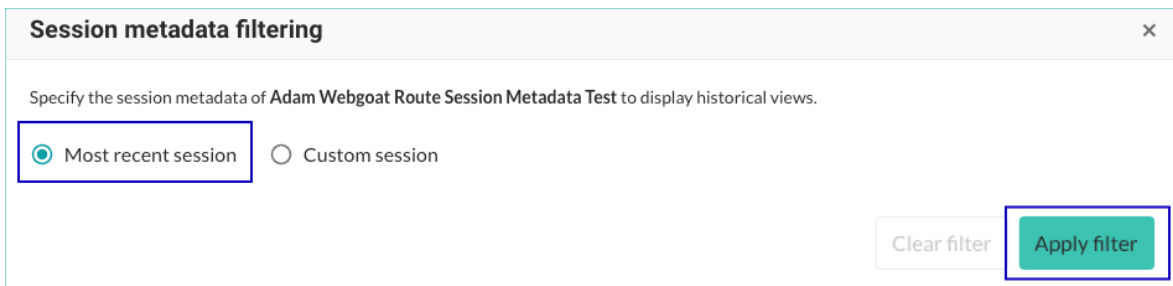 Session metadata filtering ×
Specify the session metadata of Adam Webgoat Route Session Metadata Test to display historical views.
Most recent session Custom session
Clear filter Apply filter